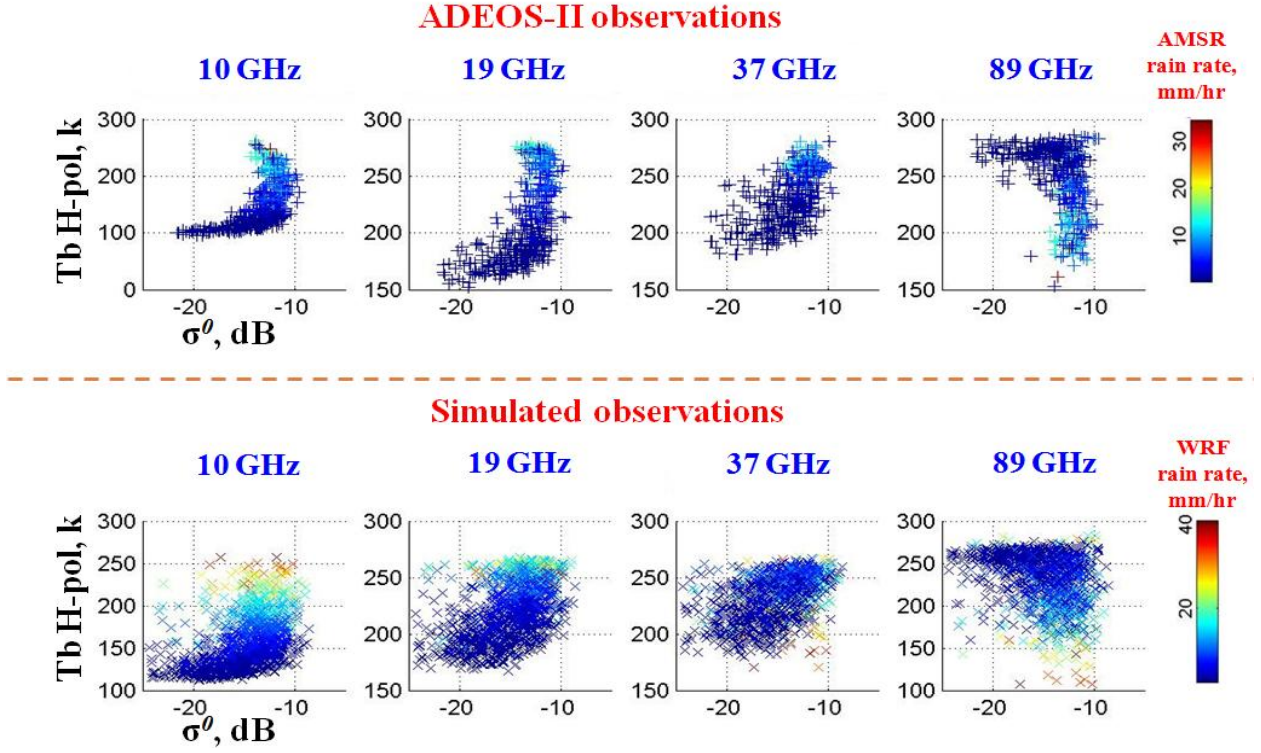 ADEOS-II observations
10 GHz
19 GHz
37 GHz
89 GHz
AMSR
rain rate,
mm/hr
Tb H-pol, k
300
200
100
0
-20
-10
300
250
200
150
-20
-10
300
250
200
150
-20
-10
300
250
200
150
-20
-10
30
20
10
σ⁰, dB
Simulated observations
10 GHz
19 GHz
37 GHz
89 GHz
WRF
rain rate,
mm/hr
Tb H-pol, k
300
250
200
150
100
-20
-10
300
250
200
150
-20
-10
300
250
200
150
-20
-10
300
250
200
150
100
-20
-10
40
20
σ⁰, dB